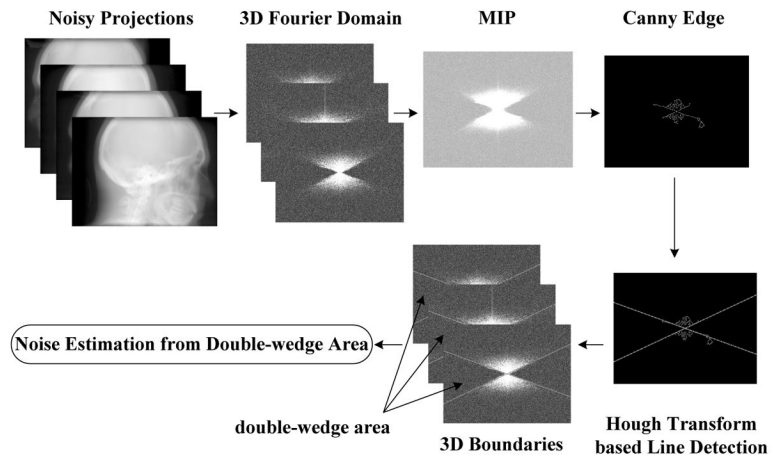 Noisy Projections
3D Fourier Domain
MIP
Canny Edge
Noise Estimation from Double-wedge Area
double-wedge area
3D Boundaries
Hough Transform
based Line Detection